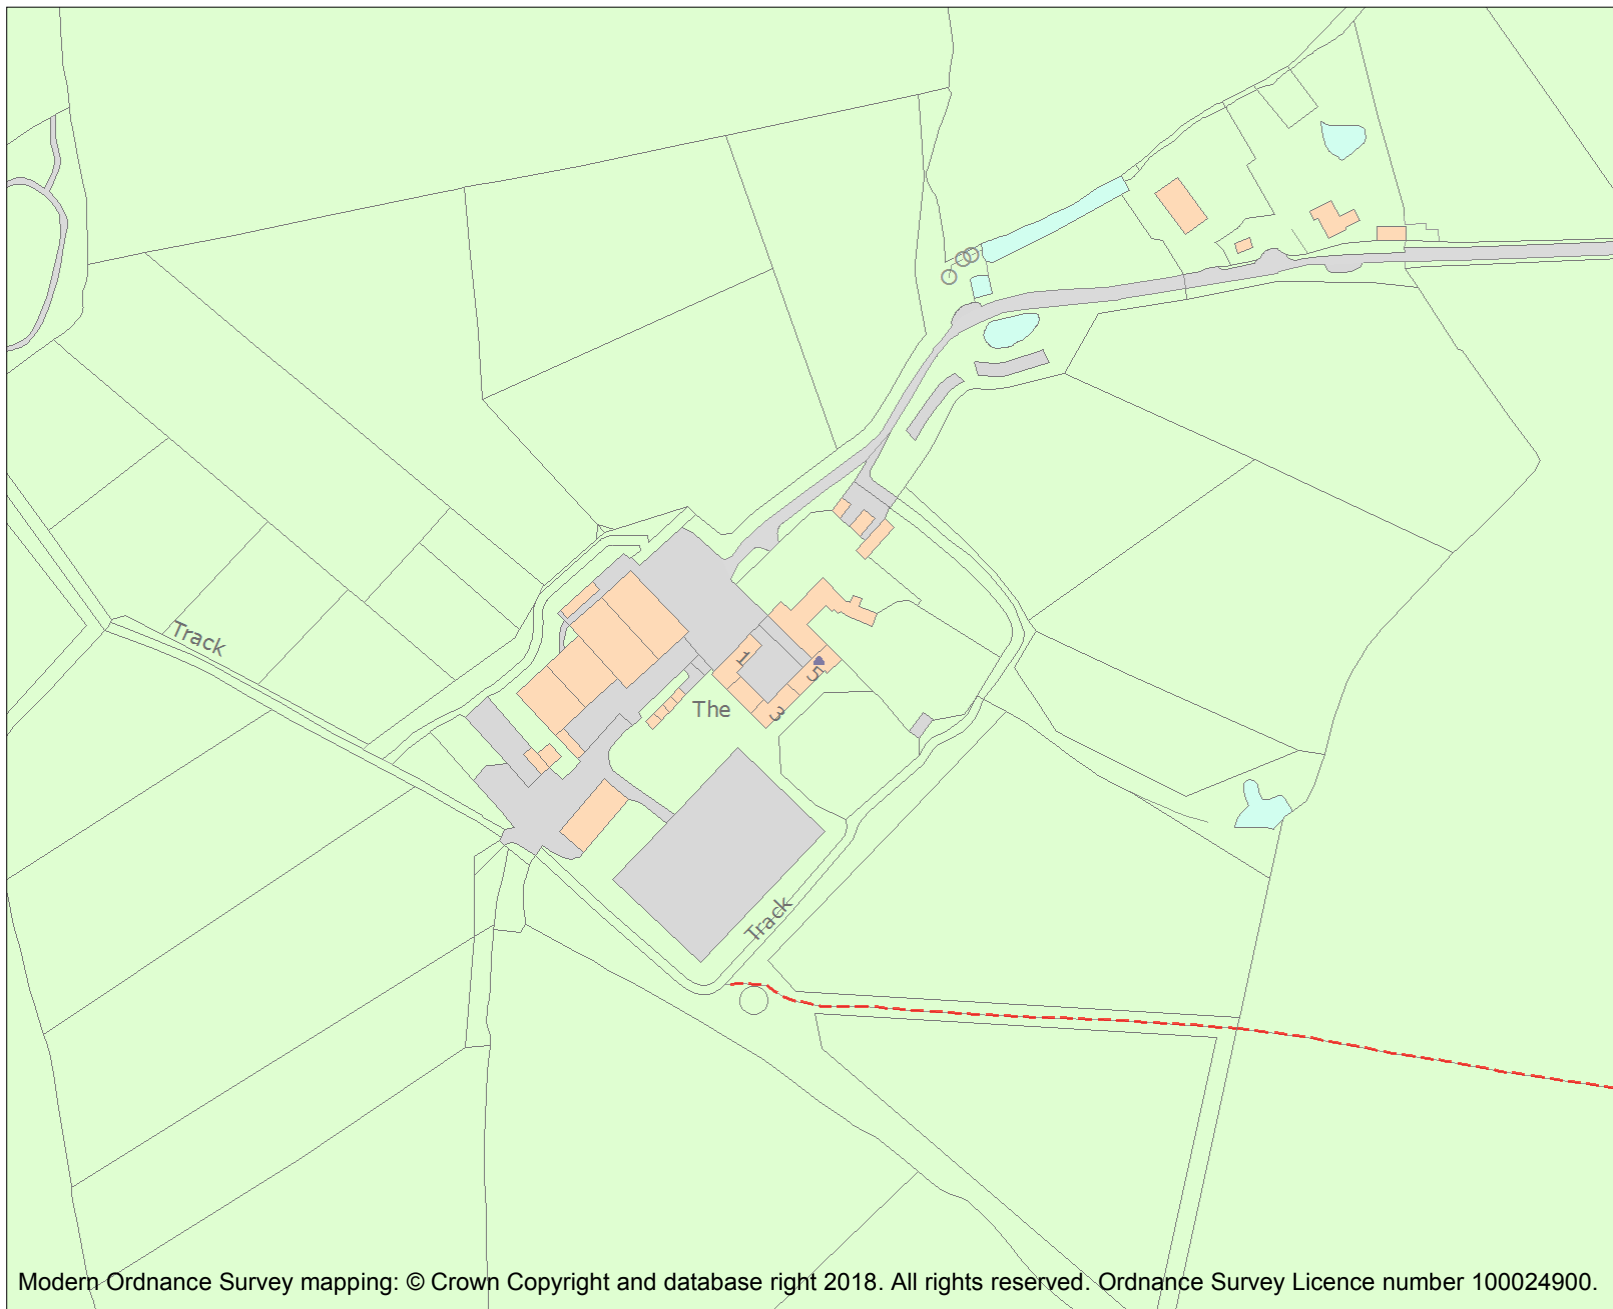 Track
1
5
The
3
Track
Modern Ordnance Survey mapping: © Crown Copyright and database right 2018. All rights reserved. Ordnance Survey Licence number 100024900.